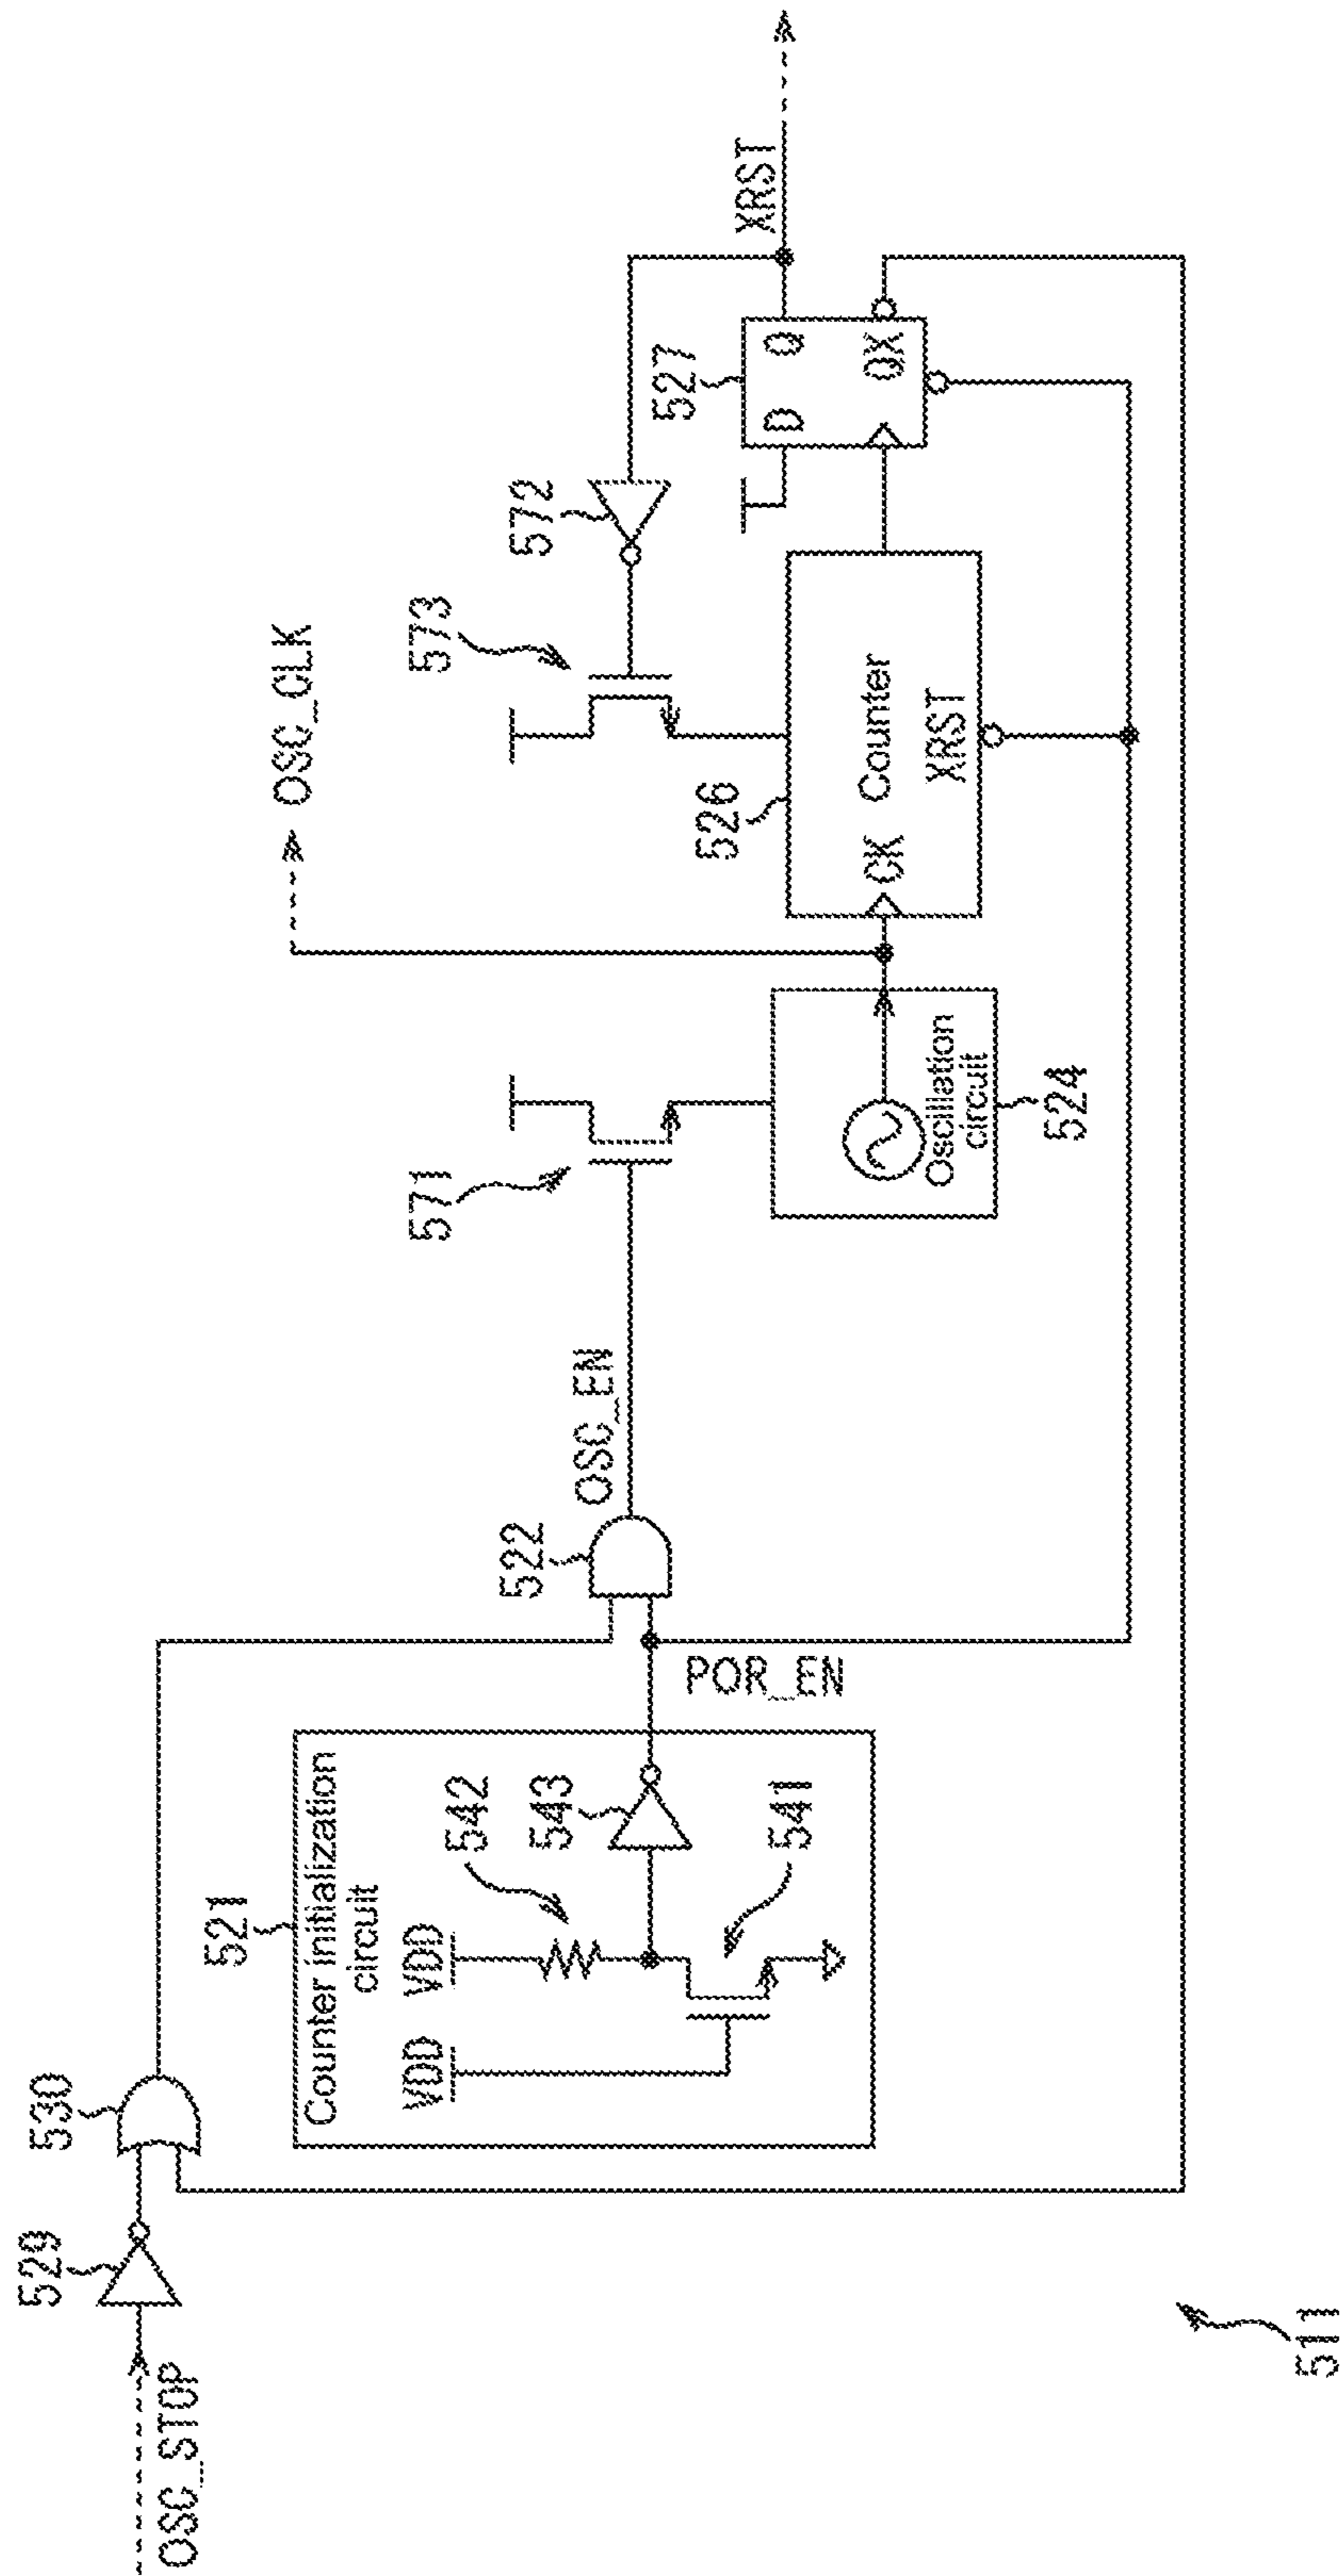 OSC_STOP
529
530
521
Counter initialization
circuit
VDD
VDD
542
543
541
POR_EN
522
OSC_EN
571
Oscillation
circuit
524
OSC_CLK
573
572
526
CK
Counter
XRST
527
D
Q
QX
XRST
511